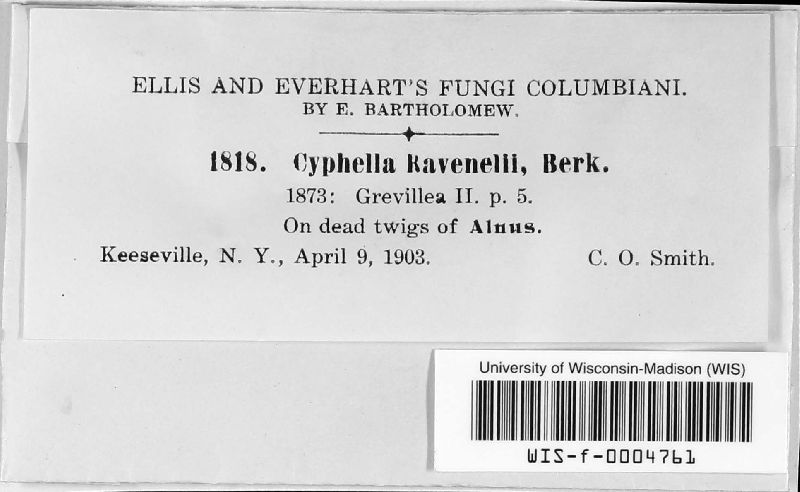 ELLIS AND EVERHART'S FUNGI COLUMBIANI.
BY E. BARTHOLOMEW.
1818. Cyphella Ravenelii, Berk.
1873: Grevillea II. p. 5.
On dead twigs of Alnus.
Keeseville, N. Y., April 9, 1903. C. O. Smith.
University of Wisconsin-Madison (WIS)
WIS-f-0004761